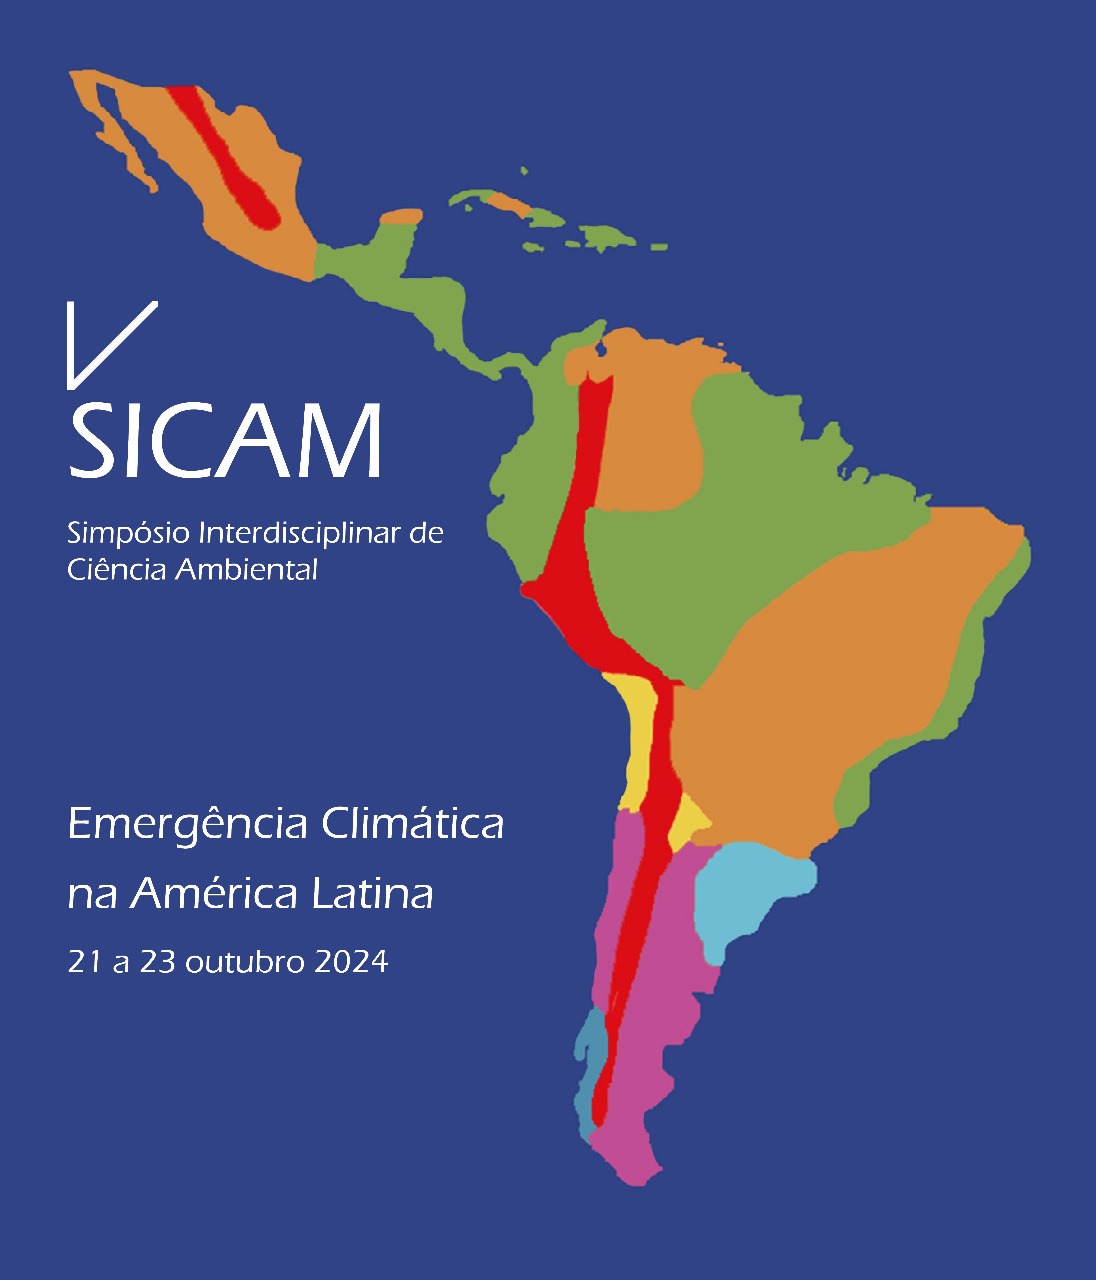 V
SICAM
Simpósio Interdisciplinar de
Ciência Ambiental
Emergência Climática
na América Latina
21 a 23 outubro 2024